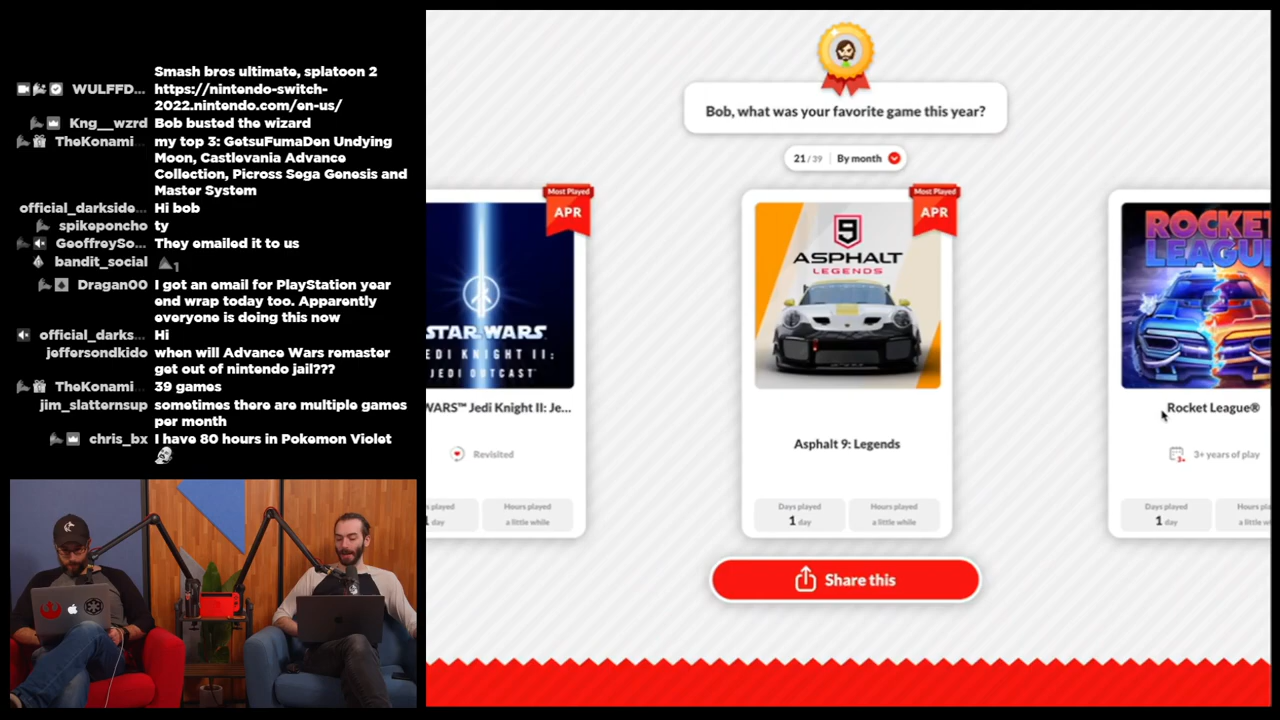 Smash bros ultimate, splatoon 2
WULFFD... https://nintendo-switch-
2022.nintendo.com/en-us/
Kng__wzrd Bob busted the wizard
TheKonami... my top 3: GetsuFumaDen Undying
Moon, Castlevania Advance
Collection, Picross Sega Genesis and
Master System
official_darkside... Hi bob
spikeponcho ty
GeoffreySo... They emailed it to us
bandit_social 1
Dragan00 I got an email for PlayStation year
end wrap today too. Apparently
everyone is doing this now
official_darks... Hi
jeffersondkido when will Advance Wars remaster
get out of nintendo jail???
TheKonami... 39 games
jim_slatternsup sometimes there are multiple games
per month
chris_bx I have 80 hours in Pokemon Violet
Bob, what was your favorite game this year?
21 / 39 By month
Most Played
APR
STAR WARS
EDI KNIGHT II:
JEDI OUTCAST
WARS™ Jedi Knight II: Je...
Revisited
played
day
Hours played
a little while
Most Played
APR
9
ASPHALT
LEGENDS
Asphalt 9: Legends
Days played
1 day
Hours played
a little while
ROCKET
LEAGU
Rocket League®
3+ years of play
Days played
1 day
Hours pl
a little w
Share this